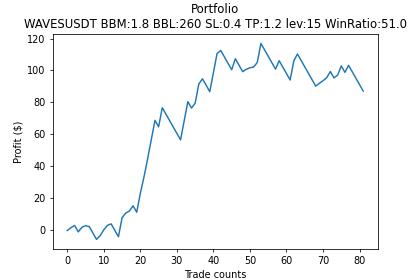 Portfolio
WAVESUSDT BBM:1.8 BBL:260 SL:0.4 TP:1.2 lev:15 WinRatio:51.0
120
100
80
60
40
20
0
Profit ($)
0 10 20 30 40 50 60 70 80
Trade counts